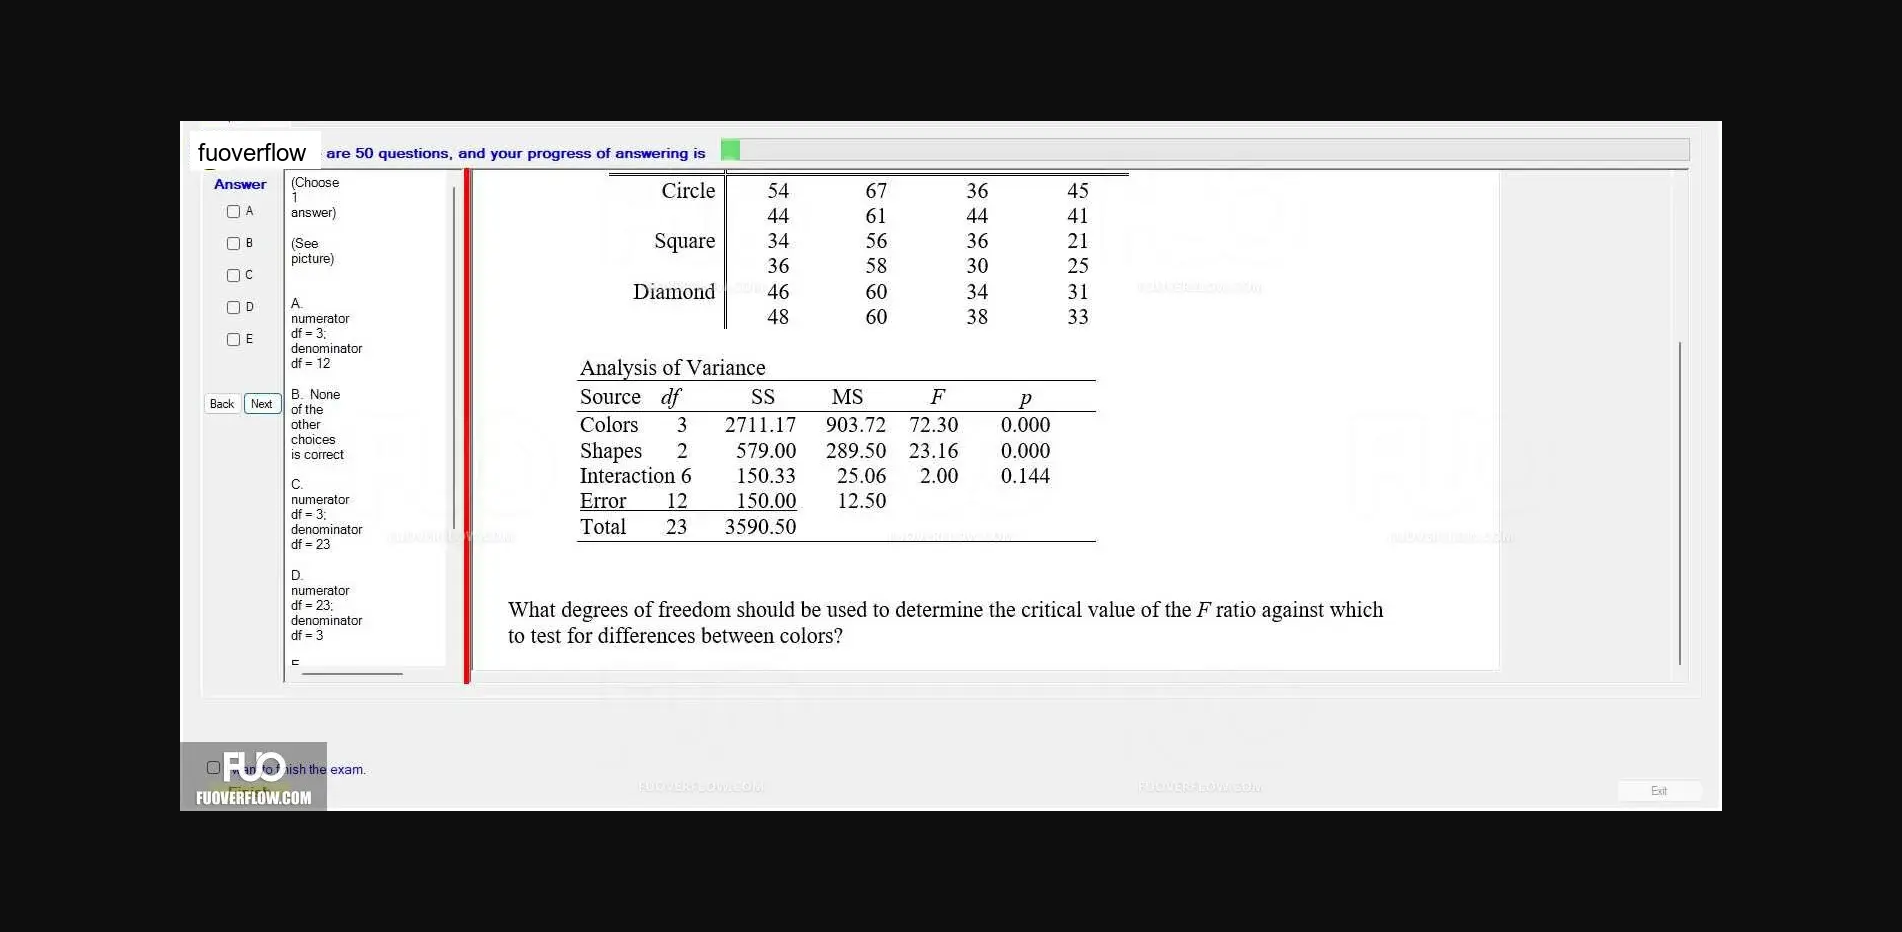 fuoverflow are 50 questions, and your progress of answering is
Answer
A
B
C
D
E
Back Next
(Choose
1
answer)
(See
picture)
A.
numerator
df = 3;
denominator
df = 12
B. None
of the
other
choices
is correct
C.
numerator
df = 3;
denominator
df = 23
D.
numerator
df = 23;
denominator
df = 3
Circle 54 67 36 45
44 61 44 41
Square 34 56 36 21
36 58 30 25
Diamond 46 60 34 31
48 60 38 33
Analysis of Variance
Source df SS MS F p
Colors 3 2711.17 903.72 72.30 0.000
Shapes 2 579.00 289.50 23.16 0.000
Interaction 6 150.33 25.06 2.00 0.144
Error 12 150.00 12.50
Total 23 3590.50
What degrees of freedom should be used to determine the critical value of the F ratio against which
to test for differences between colors?
FUO
the exam.
FUOVERFLOW.COM
FUOVERFLOW.COM
FUOVERFLOW.COM
Exit